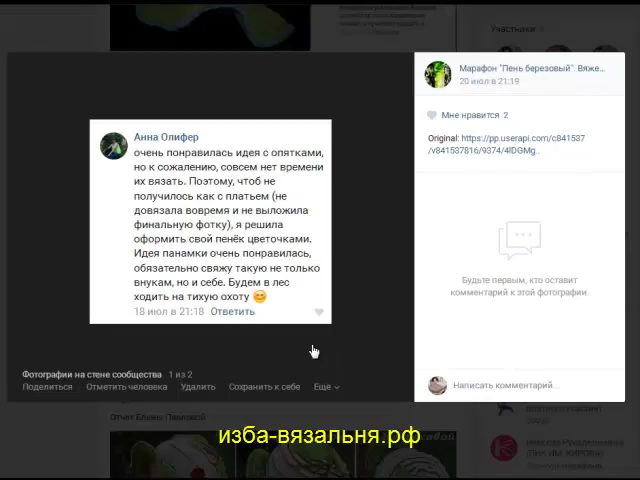 Участники
Марафон "Пень березовый". Вяже...
20 июл в 21:19
Мне нравится 2
Original: https://pp.userapi.com/c841537
/v841537816/9374/4lDGMg..
Анна Олифер
очень понравилась идея с опятками,
но к сожалению, совсем нет времени
их вязать. Поэтому, чтоб не
получилось как с платьем (не
довязала вовремя и не выложила
финальную фотку), я решила
оформить свой пенёк цветочками.
Идея панамки очень понравилась,
обязательно свяжу такую не только
внукам, но и себе. Будем в лес
ходить на тихую охоту 😊
18 июл в 21:18 Ответить
Будьте первым, кто оставит
комментарий к этой фотографии.
Фотографии на стене сообщества 1 из 2
Поделиться Отметить человека Удалить Сохранить к себе Ещё
Написать комментарий...
Отчет Елены Павловой
изба-вязальня.рф